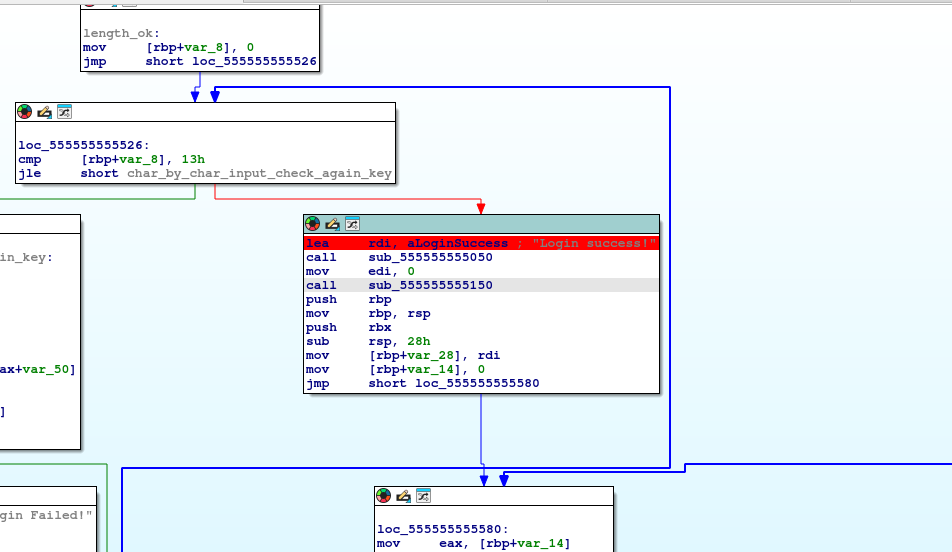 length_ok:
mov     [rbp+var_8], 0
jmp     short loc_555555555526
loc_555555555526:
cmp     [rbp+var_8], 13h
jle     short char_by_char_input_check_again_key
lea     rdi, aLoginSuccess ; "Login success!"
call    sub_555555555050
mov     edi, 0
call    sub_555555555150
push    rbp
mov     rbp, rsp
push    rbx
sub     rsp, 28h
mov     [rbp+var_28], rdi
mov     [rbp+var_14], 0
jmp     short loc_555555555580
in_key:
ax+var_50]
]
gin Failed!"
loc_555555555580:
mov     eax, [rbp+var_14]